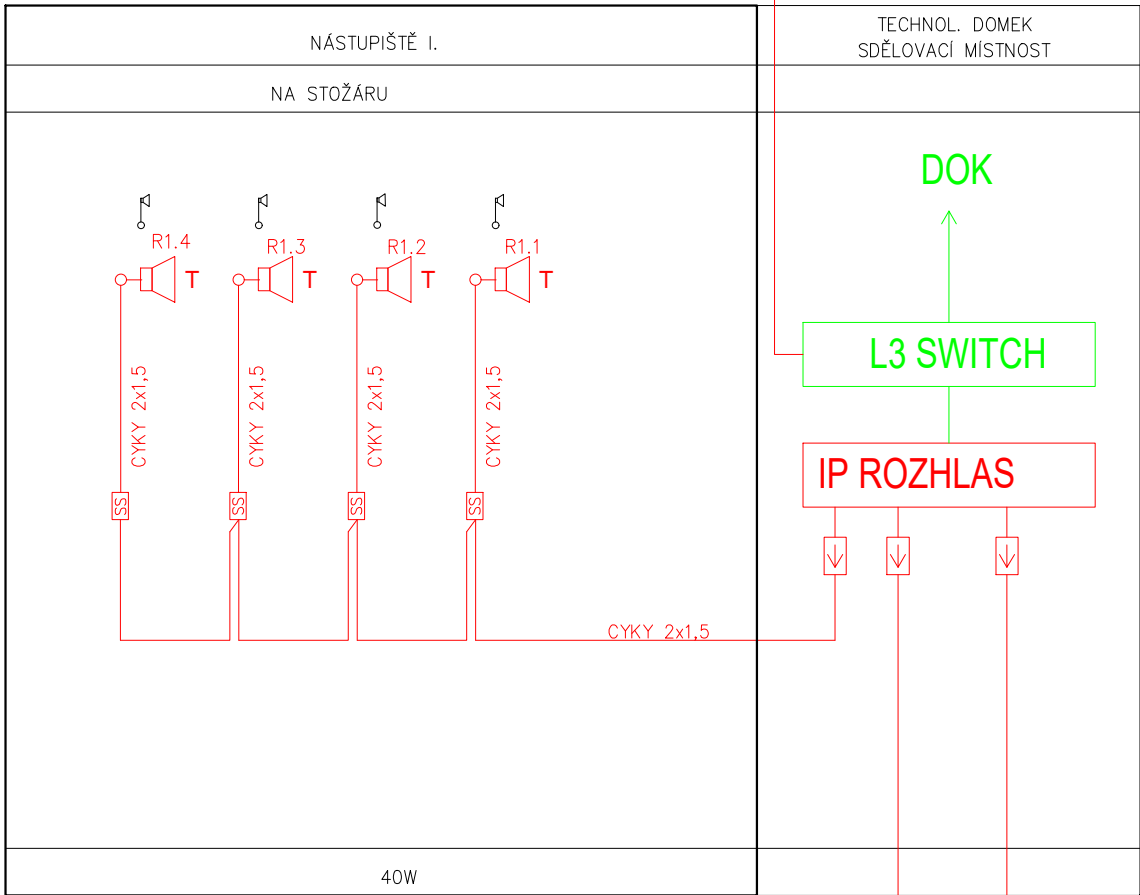 NÁSTUPIŠTĚ I.
TECHNOL. DOMEK
SDĚLOVACÍ MÍSTNOST
NA STOŽÁRU
DOK
R1.4
R1.3
R1.2
R1.1
T
T
T
T
L3 SWITCH
CYKY 2x1,5
CYKY 2x1,5
CYKY 2x1,5
CYKY 2x1,5
IP ROZHLAS
SS
SS
SS
SS
CYKY 2x1,5
40W